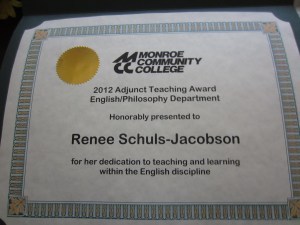 MCC
MONROE
COMMUNITY
COLLEGE
2012 Adjunct Teaching Award
English/Philosophy Department
Honorably presented to
Renee Schuls-Jacobson
for her dedication to teaching and learning
within the English discipline